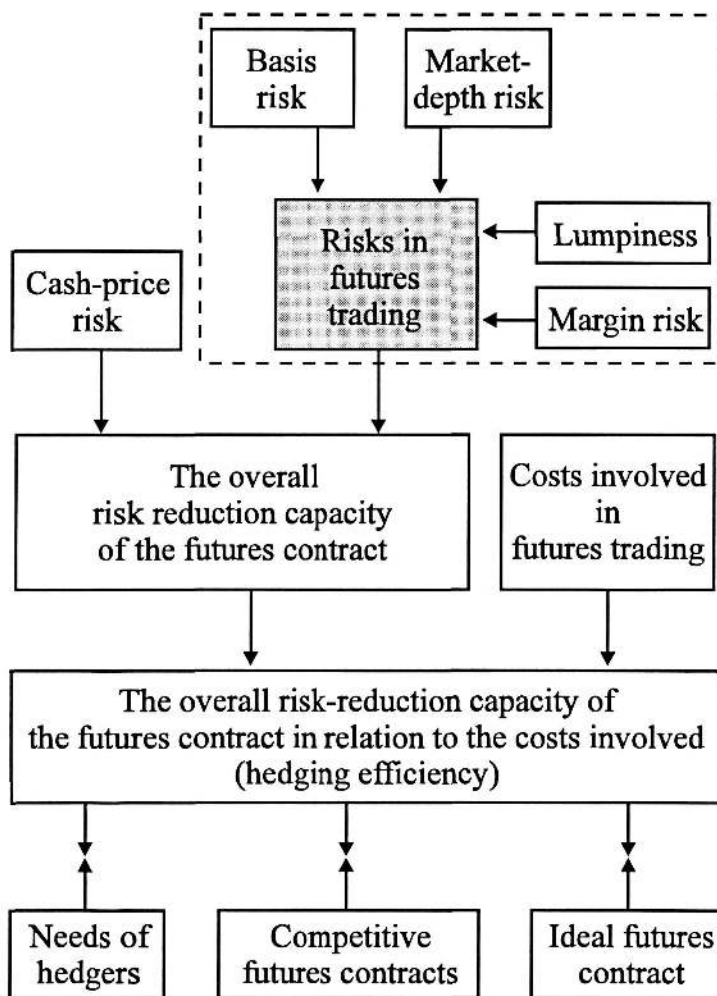 Basis
risk
Market-
depth risk
Risks in
futures
trading
Lumpiness
Margin risk
Cash-price
risk
The overall
risk reduction capacity
of the futures contract
Costs involved
in
futures trading
The overall risk-reduction capacity of
the futures contract in relation to the costs involved
(hedging efficiency)
Needs of
hedgers
Competitive
futures contracts
Ideal futures
contract